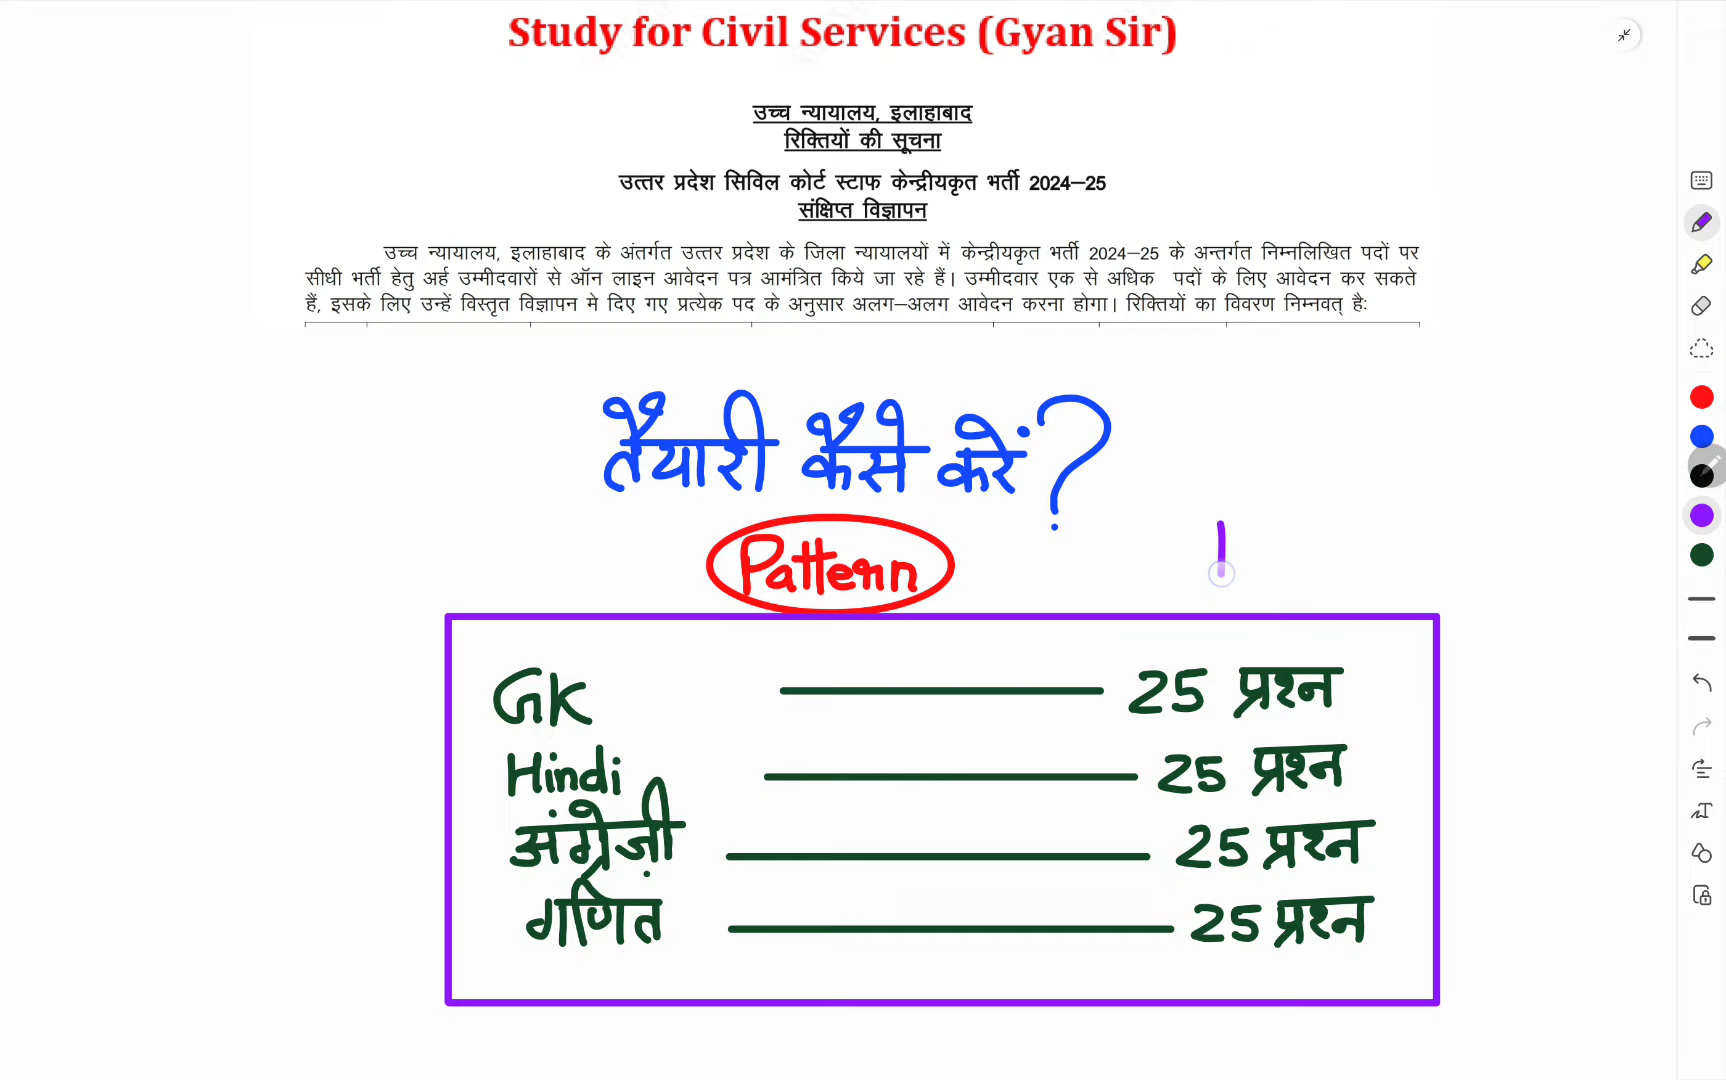 Study for Civil Services (Gyan Sir)
उच्च न्यायालय, इलाहाबाद
रिक्तियों की सूचना
उत्तर प्रदेश सिविल कोर्ट स्टाफ केन्द्रीयकृत भर्ती 2024–25
संक्षिप्त विज्ञापन
उच्च न्यायालय, इलाहाबाद के अंतर्गत उत्तर प्रदेश के जिला न्यायालयों में केन्द्रीयकृत भर्ती 2024–25 के अन्तर्गत निम्नलिखित पदों पर
सीधी भर्ती हेतु अर्ह उम्मीदवारों से ऑन लाइन आवेदन पत्र आमंत्रित किये जा रहे हैं। उम्मीदवार एक से अधिक पदों के लिए आवेदन कर सकते
हैं, इसके लिए उन्हें विस्तृत विज्ञापन मे दिए गए प्रत्येक पद के अनुसार अलग–अलग आवेदन करना होगा। रिक्तियों का विवरण निम्नवत् है:
तैयारी कैसे करें?
Pattern
GK 25 प्रश्न
Hindi 25 प्रश्न
अंग्रेज़ी 25 प्रश्न
गणित 25 प्रश्न